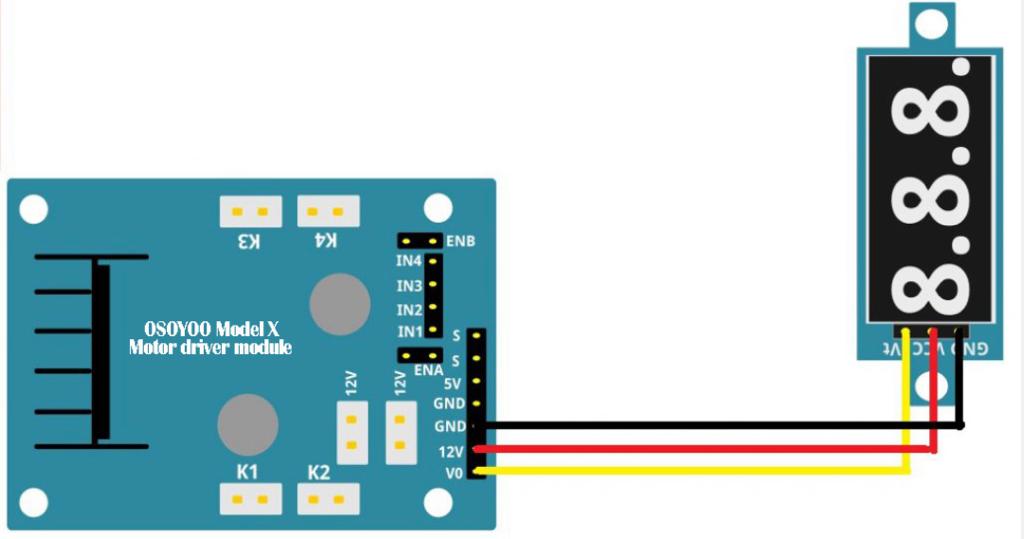 K3
K4
ENB
IN4
IN3
IN2
IN1
OSOYOO Model X
Motor driver module
S
S
ENA
5V
12V
12V
GND
GND
12V
V0
K1
K2
8.8.8.
GND
VCC
Vt